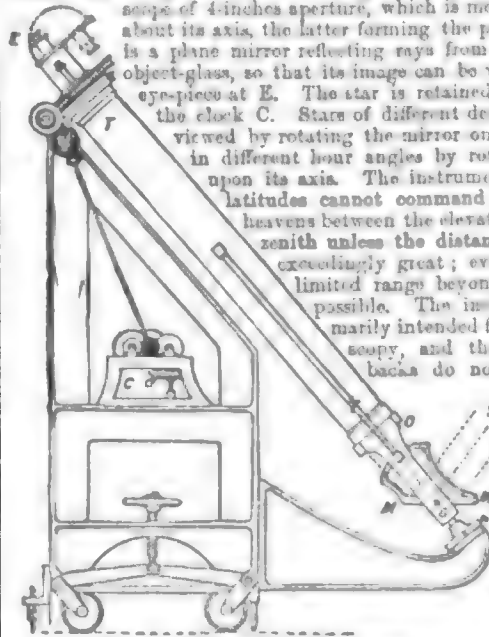 scope of 4-inches aperture, which is mo
about its axis, the latter forming the p
is a plane mirror reflecting rays from
object-glass, so that its image can be
eye-piece at E. The star is retained
the clock C. Stars of different de
viewed by rotating the mirror on
in different hour angles by rot
upon its axis. The instrume
latitudes cannot command
heavens between the elevat
zenith unless the distan
exceedingly great; ev
limited range beyon
possible. The in
marily intended f
scopy, and th
backs do no
E
T
C
O
M